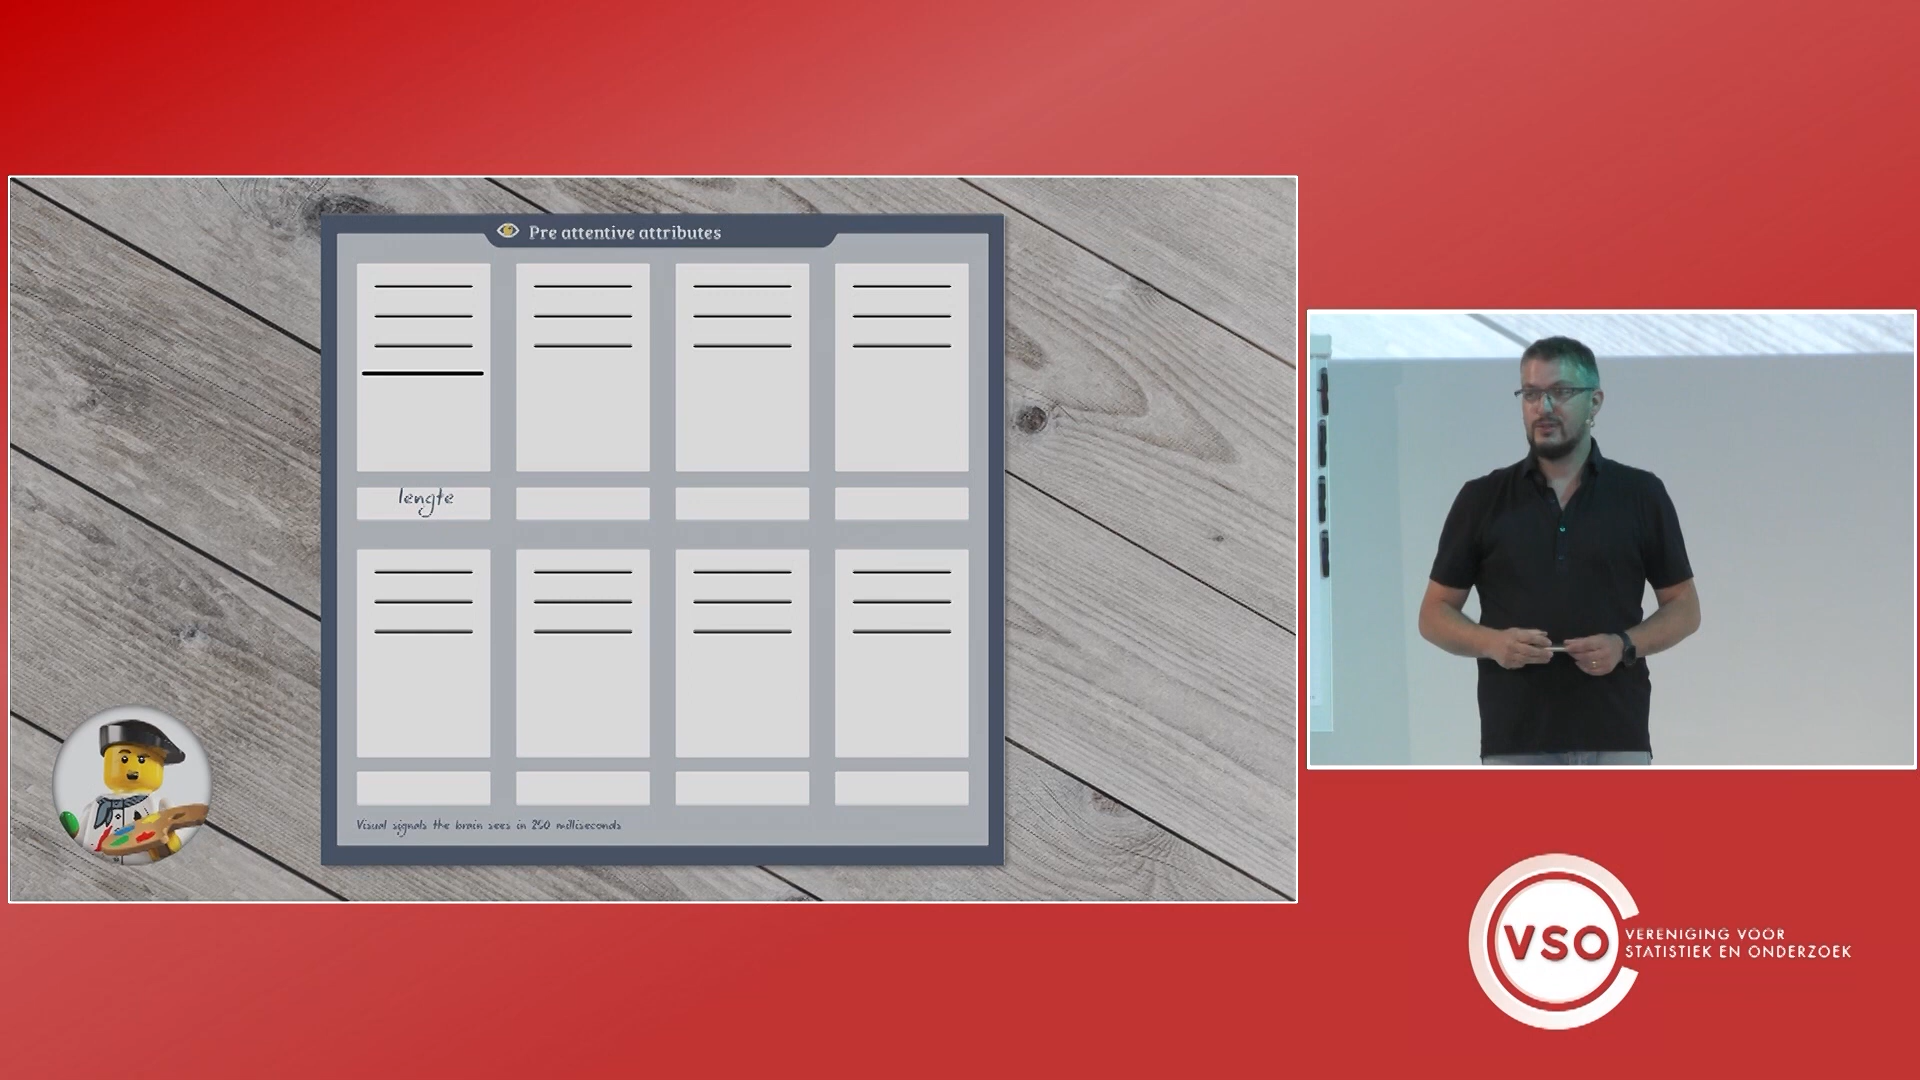 Pre attentive attributes
lengte
Visual signals the brain sees in 250 milliseconds
VSO
VERENIGING VOOR
STATISTIEK EN ONDERZOEK